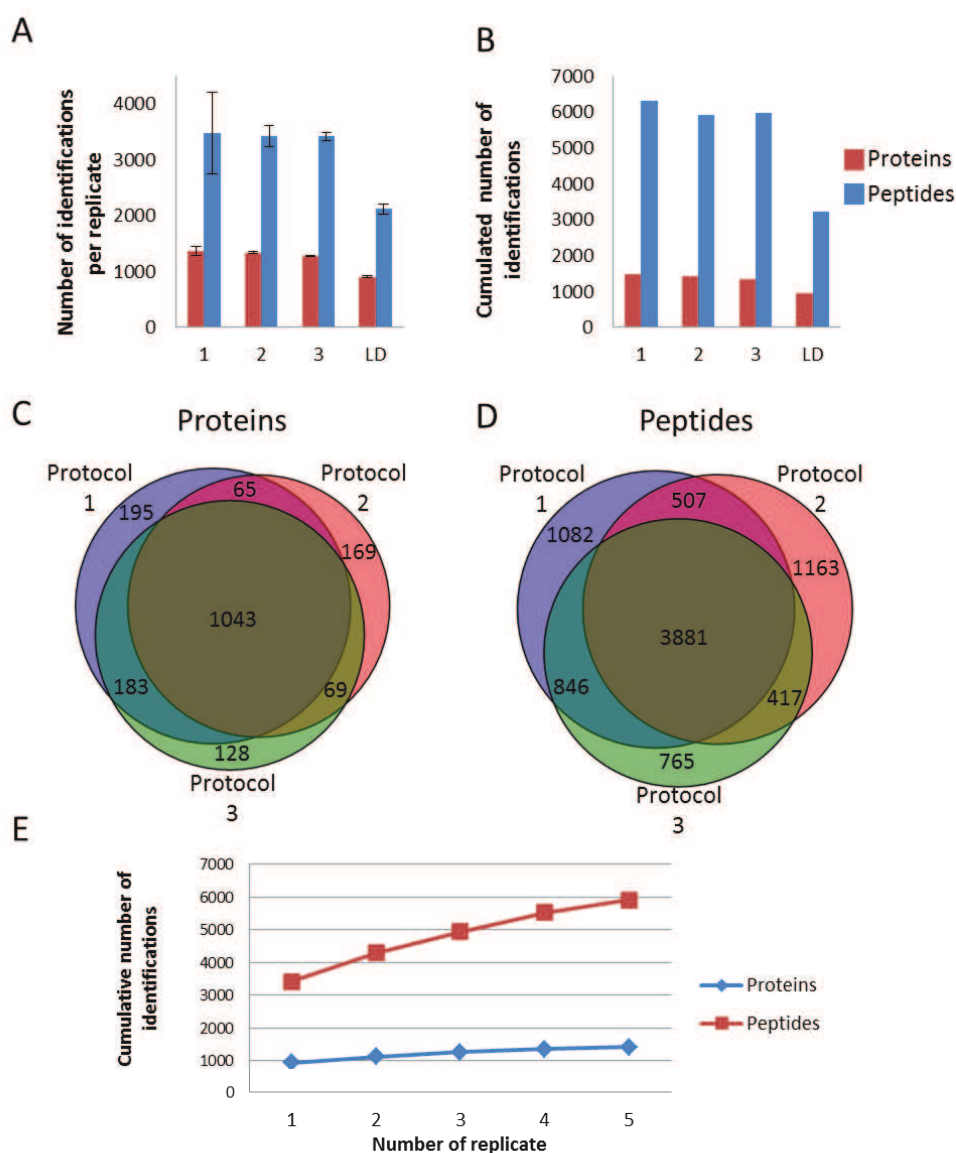 A
Number of identifications
per replicate
4000
3000
2000
1000
0
1 2 3 LD
B
Cumulated number of
identifications
7000
6000
5000
4000
3000
2000
1000
0
1 2 3 LD
Proteins
Peptides
C
Proteins
Protocol
1
Protocol
2
195
65
169
1043
183
69
128
Protocol
3
D
Peptides
Protocol
1
Protocol
2
1082
507
1163
3881
846
417
765
Protocol
3
E
Cumulative number of
identifications
7000
6000
5000
4000
3000
2000
1000
0
1 2 3 4 5
Number of replicate
Proteins
Peptides